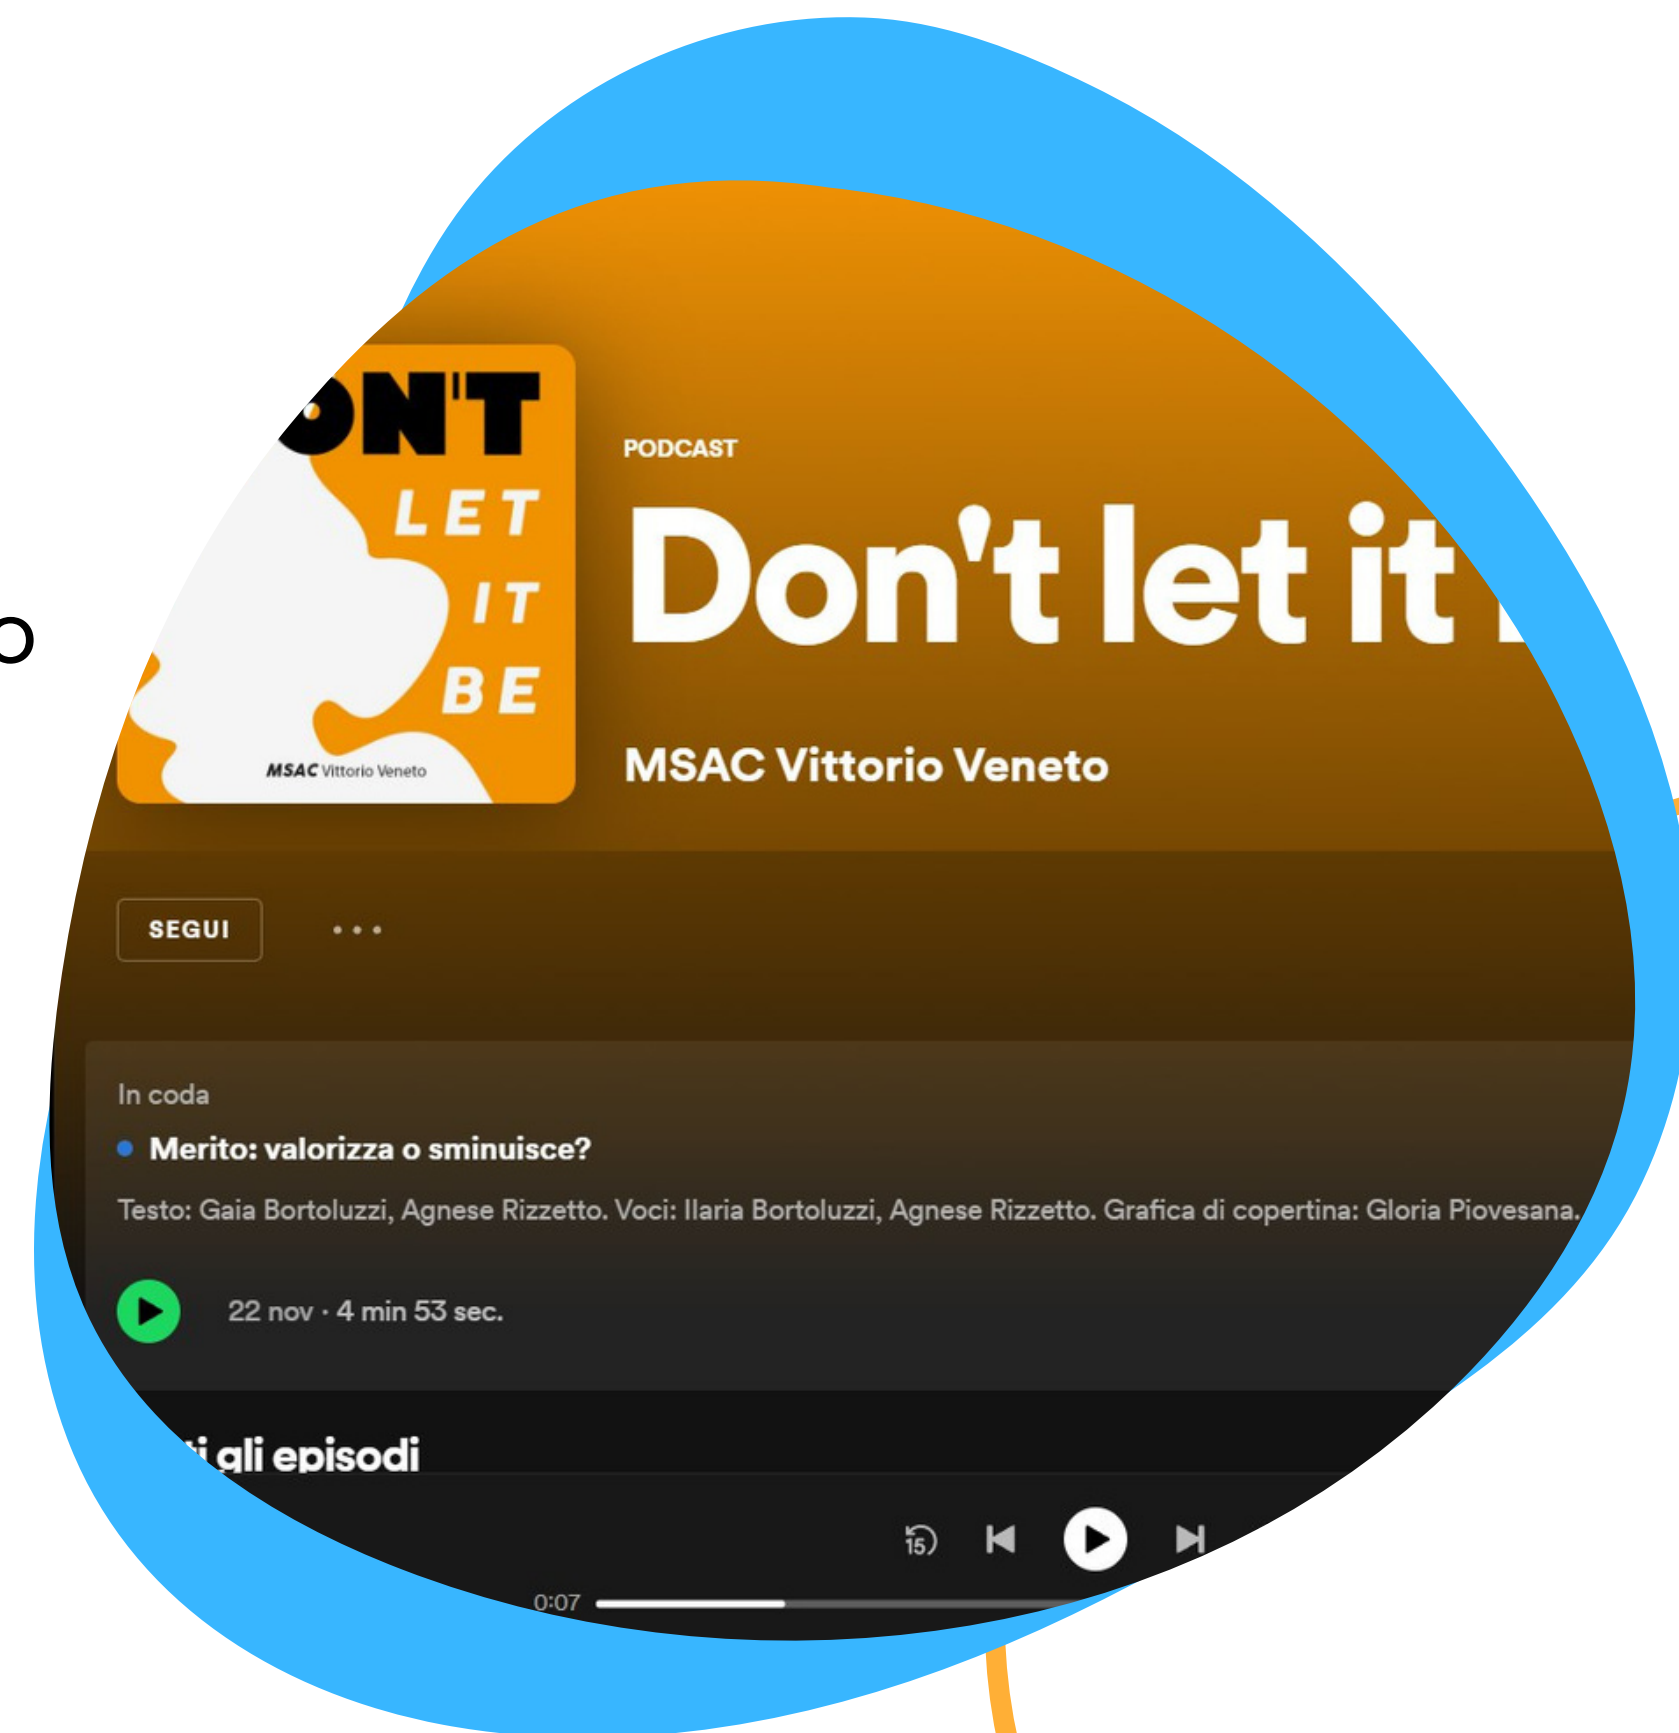 ON'T
LET
IT
BE
MSAC Vittorio Veneto
PODCAST
Don't let it
MSAC Vittorio Veneto
o
SEGUI
In coda
Merito: valorizza o sminuisce?
Testo: Gaia Bortoluzzi, Agnese Rizzetto. Voci: Ilaria Bortoluzzi, Agnese Rizzetto. Grafica di copertina: Gloria Piovesana.
22 nov · 4 min 53 sec.
ti gli episodi
15
0:07